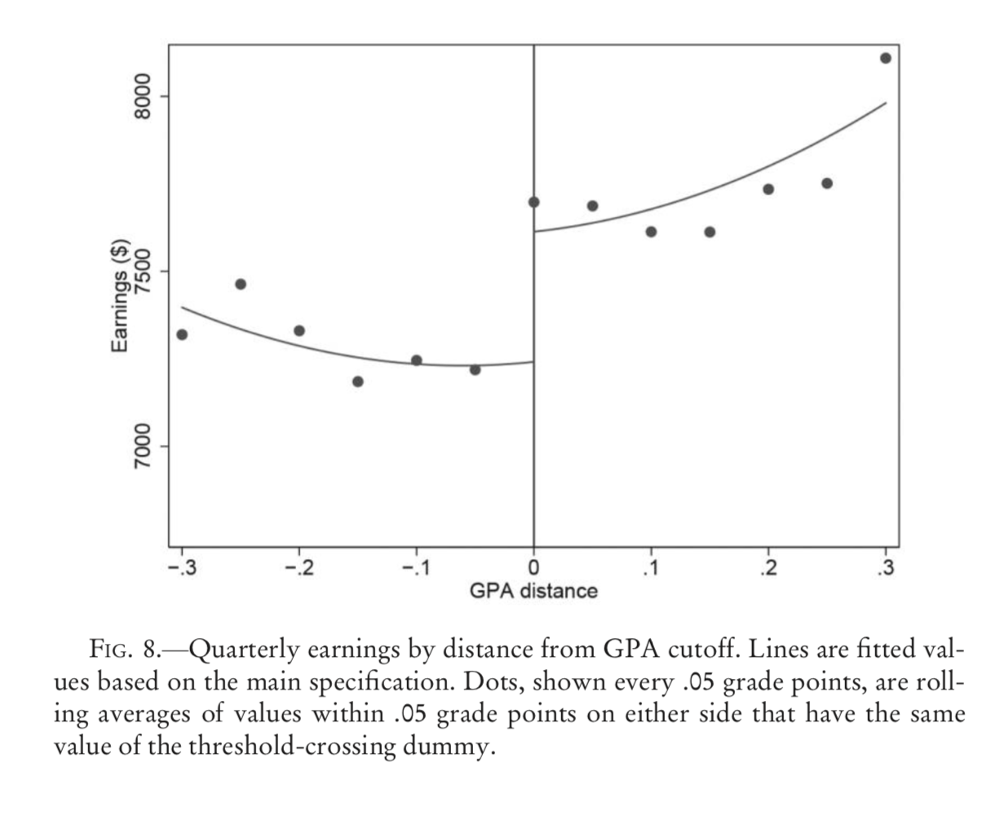 8000
7500
7000
Earnings ($)
−.3 −.2 −.1 0 .1 .2 .3
GPA distance
FIG. 8.—Quarterly earnings by distance from GPA cutoff. Lines are fitted val-
ues based on the main specification. Dots, shown every .05 grade points, are roll-
ing averages of values within .05 grade points on either side that have the same
value of the threshold-crossing dummy.